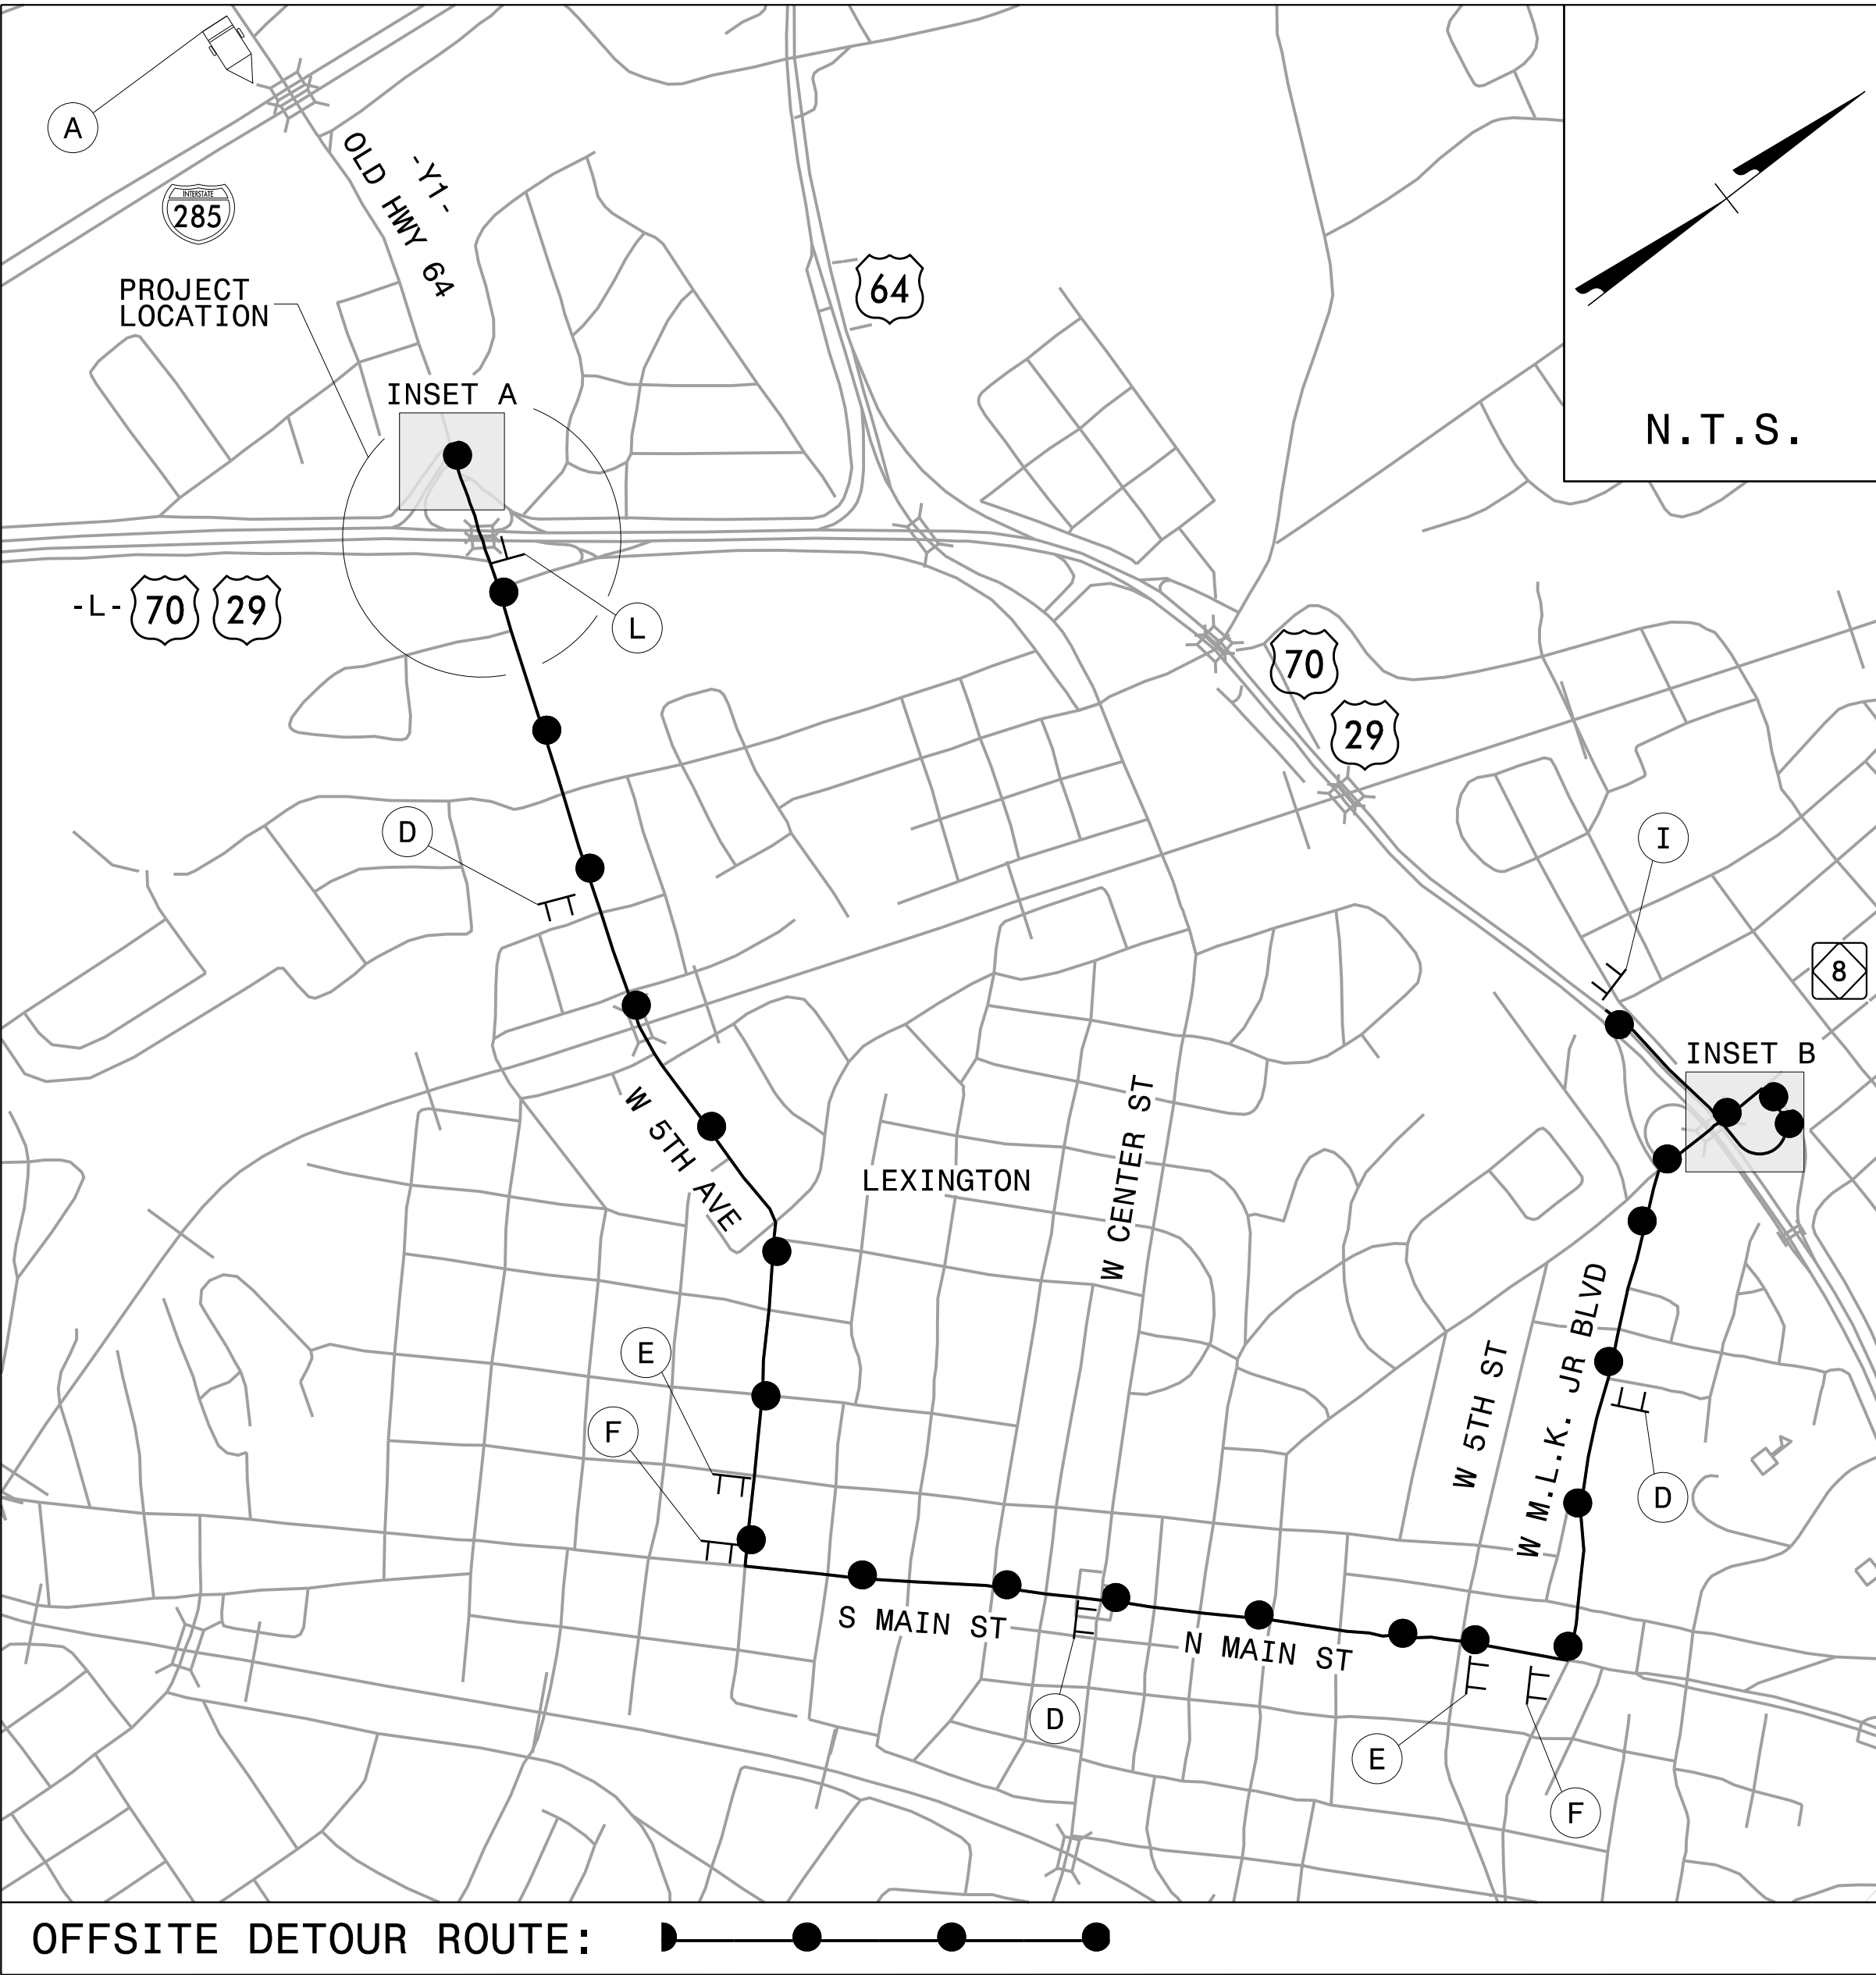 A
INTERSTATE
285
-Y1-
OLD HWY 64
64
N.T.S.
PROJECT
LOCATION
INSET A
-L- 70 29
L
70
29
D
I
8
INSET B
W 5TH AVE
LEXINGTON
W CENTER ST
E
F
W 5TH ST
W M.L.K. JR BLVD
D
S MAIN ST
N MAIN ST
D
E
F
OFFSITE DETOUR ROUTE: